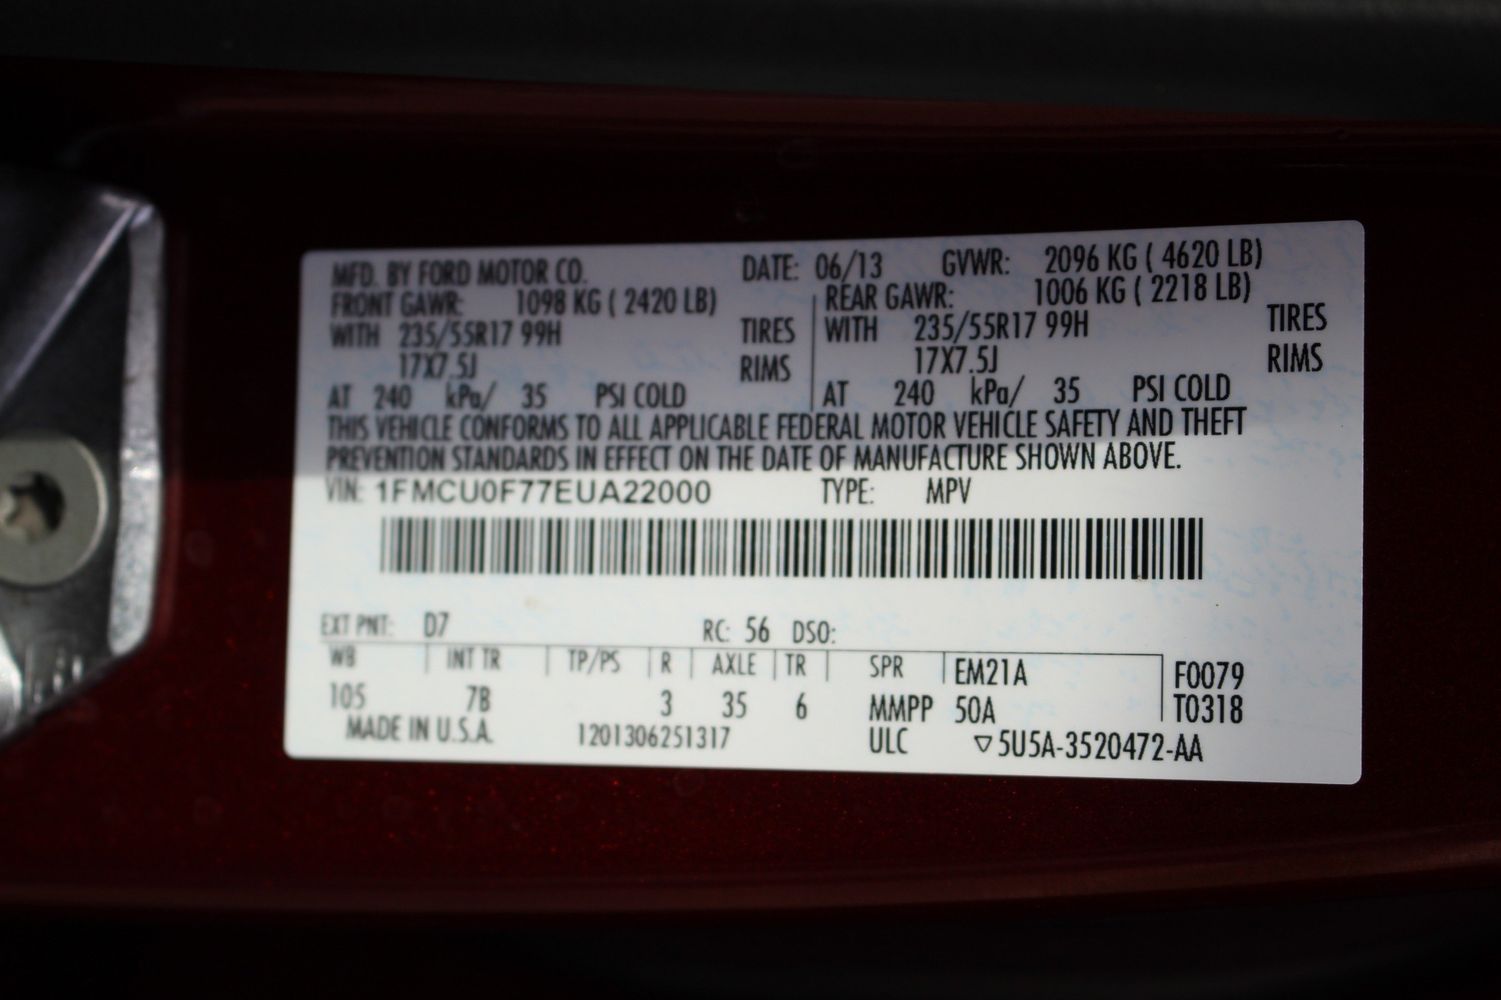 MFD. BY FORD MOTOR CO. DATE: 06/13 GVWR: 2096 KG ( 4620 LB)
FRONT GAWR: 1098 KG ( 2420 LB) REAR GAWR: 1006 KG ( 2218 LB)
WITH 235/55R17 99H TIRES WITH 235/55R17 99H TIRES
17X7.5J RIMS 17X7.5J RIMS
AT 240 kPa/ 35 PSI COLD AT 240 kPa/ 35 PSI COLD
THIS VEHICLE CONFORMS TO ALL APPLICABLE FEDERAL MOTOR VEHICLE SAFETY AND THEFT
PREVENTION STANDARDS IN EFFECT ON THE DATE OF MANUFACTURE SHOWN ABOVE.
VIN: 1FMCU0F77EUA22000 TYPE: MPV
EXT PNT: D7 RC: 56 DSO:
WB INT TR TP/PS R AXLE TR SPR EM21A F0079
105 7B 3 35 6 MMPP 50A T0318
MADE IN U.S.A. 1201306251317 ULC ▽5U5A-3520472-AA